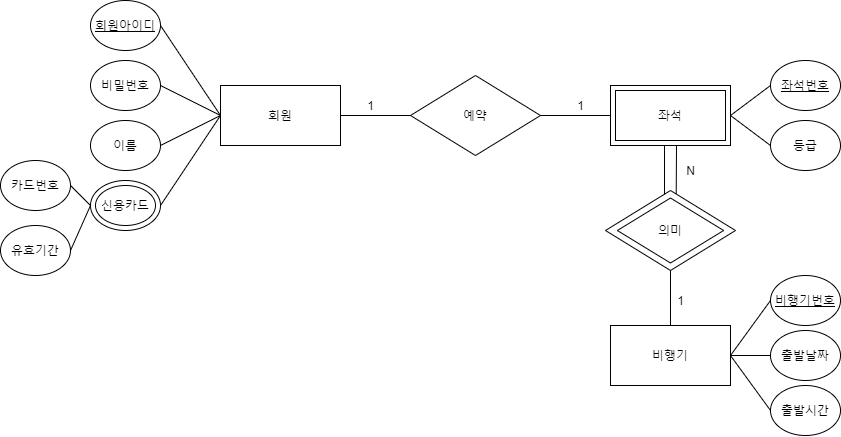 회원아이디
비밀번호
이름
신용카드
카드번호
유효기간
회원
1
예약
1
좌석
좌석번호
등급
N
의미
1
비행기
비행기번호
출발날짜
출발시간